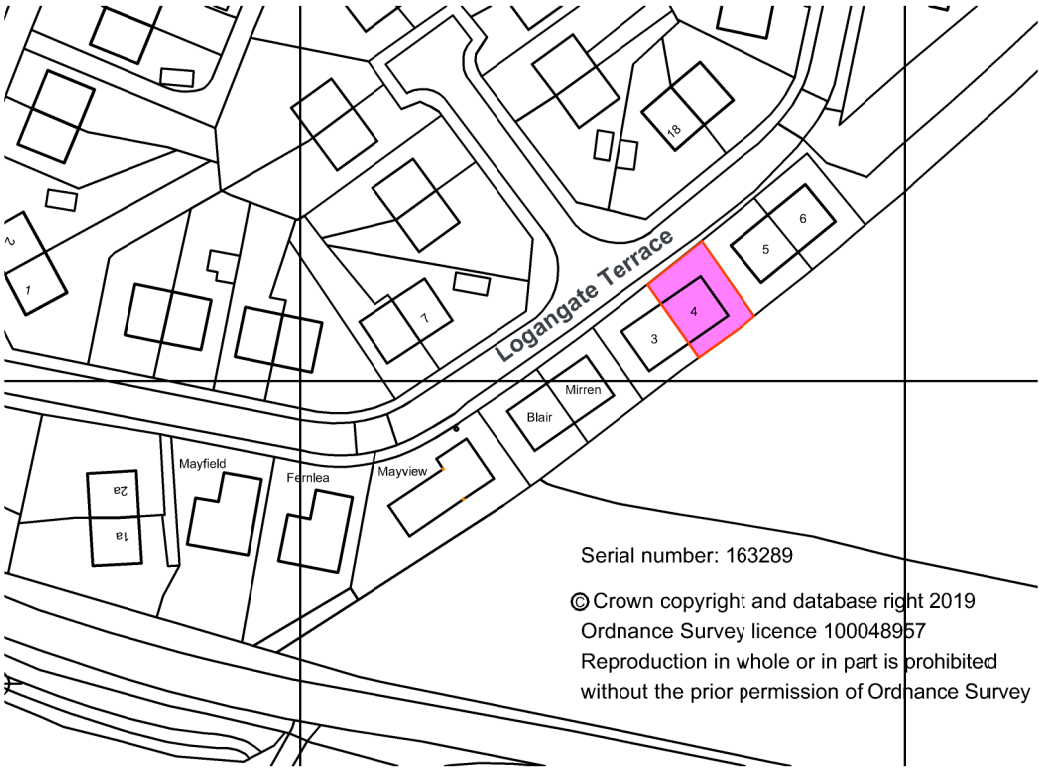 18
6
5
Logangate Terrace
4
3
7
2
1
Mirren
Blair
Mayfield
Fernlea
Mayview
2a
1a
Serial number: 163289
© Crown copyright and database right 2019
Ordnance Survey licence 100048957
Reproduction in whole or in part is prohibited
without the prior permission of Ordnance Survey